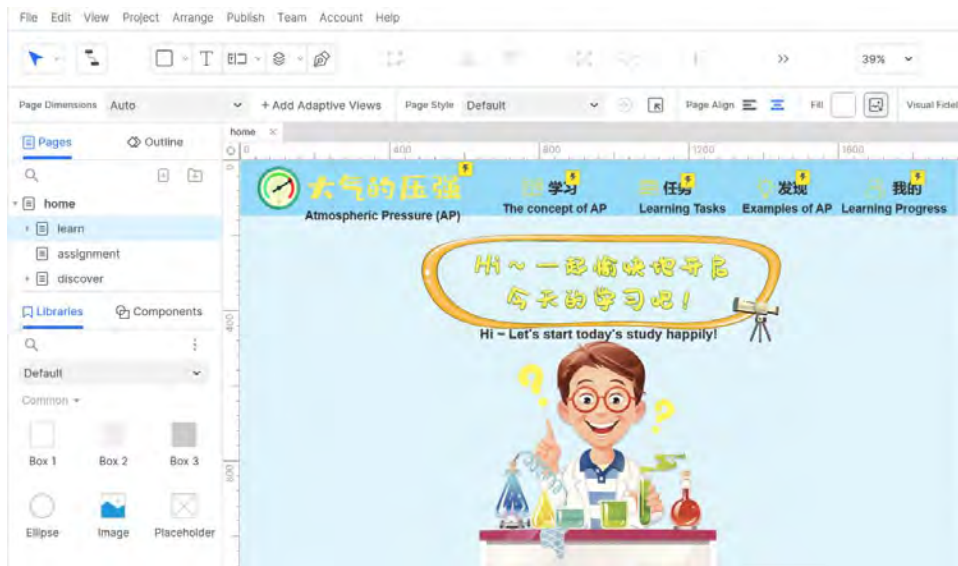 File Edit View Project Arrange Publish Team Account Help
39%
Page Dimensions Auto + Add Adaptive Views Page Style Default Page Align Fill Visual Fidel
Pages Outline
home
0 400 800 1200 1600
home
learn
assignment
discover
Libraries Components
Default
Common
Box 1 Box 2 Box 3
Ellipse Image Placeholder
0
400
800
大气的压强 学习 任务 发现 我的
Atmospheric Pressure (AP) The concept of AP Learning Tasks Examples of AP Learning Progress
Hi ~ 一起愉快地开启
今天的学习吧!
Hi ~ Let's start today's study happily!